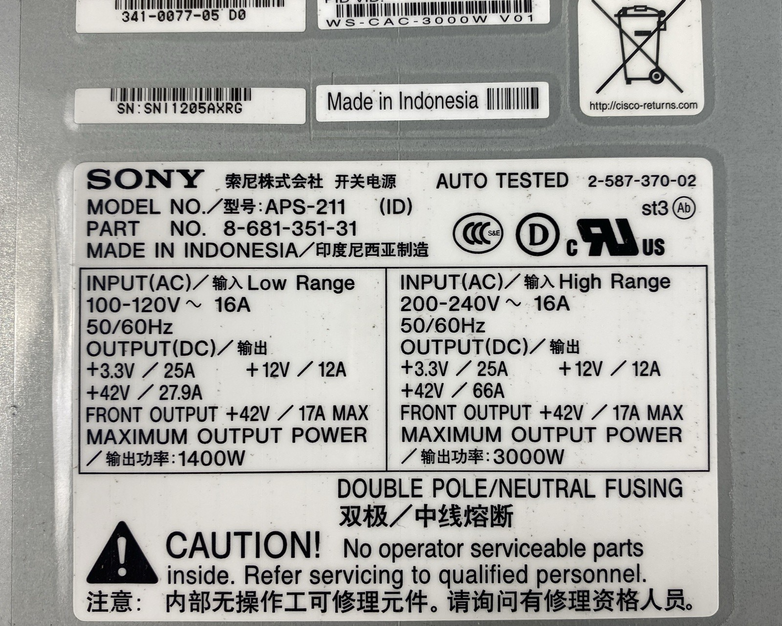 341-0077-05 D0
WS-CAC-3000W V01
SN:SNI1205AXRG
Made in Indonesia
http://cisco-returns.com
SONY 索尼株式会社 开关电源 AUTO TESTED 2-587-370-02
MODEL NO./型号:APS-211 (ID) st3 Ab
PART NO. 8-681-351-31 CCC S&E D c RU US
MADE IN INDONESIA/印度尼西亚制造
INPUT(AC)/输入 Low Range
100-120V ~ 16A
50/60Hz
OUTPUT(DC)/输出
+3.3V / 25A +12V / 12A
+42V / 27.9A
FRONT OUTPUT +42V / 17A MAX
MAXIMUM OUTPUT POWER
/输出功率:1400W
INPUT(AC)/输入 High Range
200-240V ~ 16A
50/60Hz
OUTPUT(DC)/输出
+3.3V / 25A +12V / 12A
+42V / 66A
FRONT OUTPUT +42V / 17A MAX
MAXIMUM OUTPUT POWER
/输出功率:3000W
DOUBLE POLE/NEUTRAL FUSING
双极/中线熔断
CAUTION! No operator serviceable parts
inside. Refer servicing to qualified personnel.
注意: 内部无操作工可修理元件。请询问有修理资格人员。